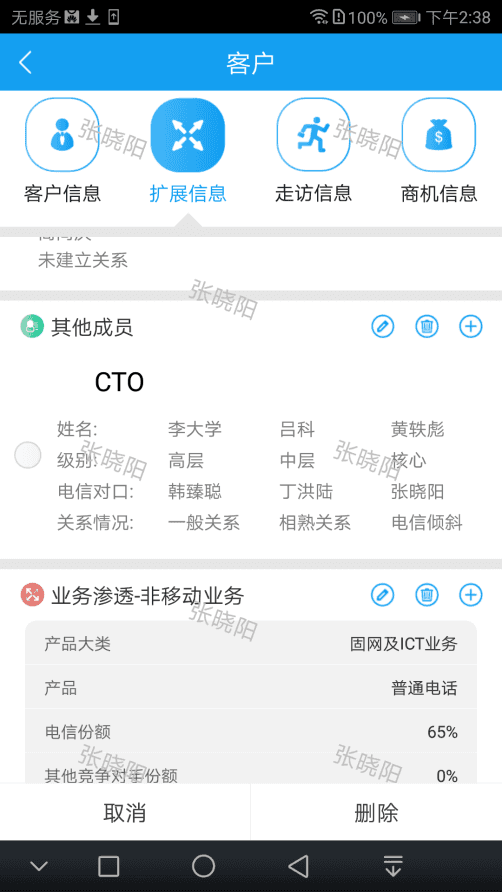 无服务 100% 下午2:38
客户
客户信息 扩展信息 走访信息 商机信息
未建立关系
其他成员
CTO
姓名: 李大学 吕科 黄轶彪
级别: 高层 中层 核心
电信对口: 韩臻聪 丁洪陆 张晓阳
关系情况: 一般关系 相熟关系 电信倾斜
业务渗透-非移动业务
产品大类 固网及ICT业务
产品 普通电话
电信份额 65%
其他竞争对手份额 0%
取消 删除
张晓阳
张晓阳
张晓阳
张晓阳
张晓阳
张晓阳
张晓阳
张晓阳